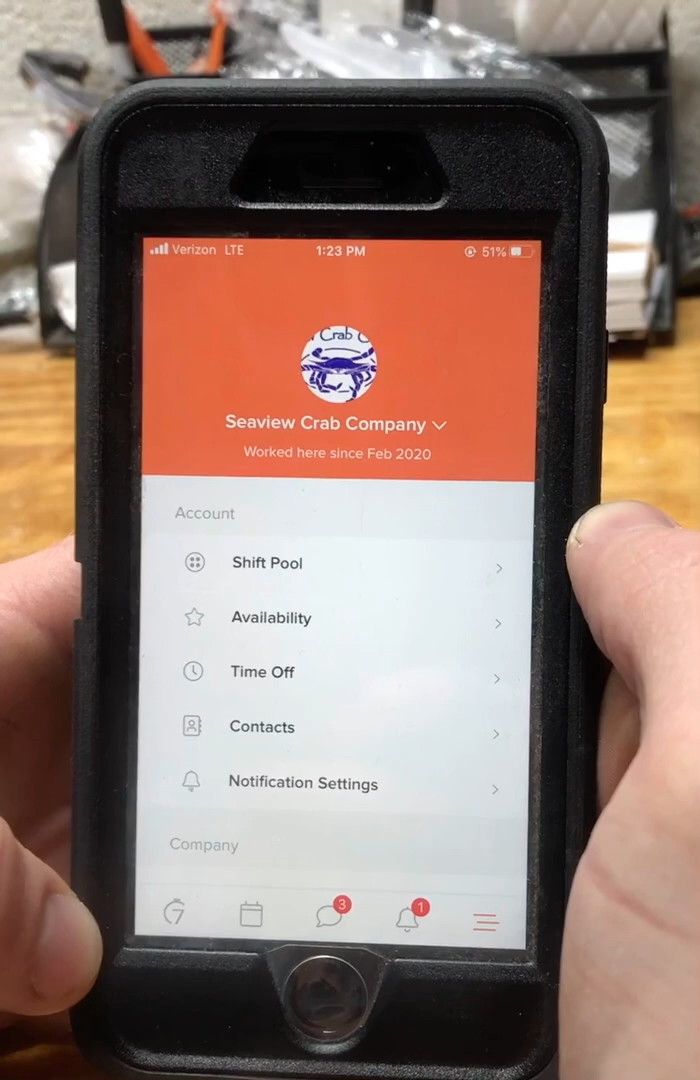 Verizon LTE 1:23 PM 51%
Crab
Seaview Crab Company
Worked here since Feb 2020
Account
Shift Pool
Availability
Time Off
Contacts
Notification Settings
Company
7
3
1